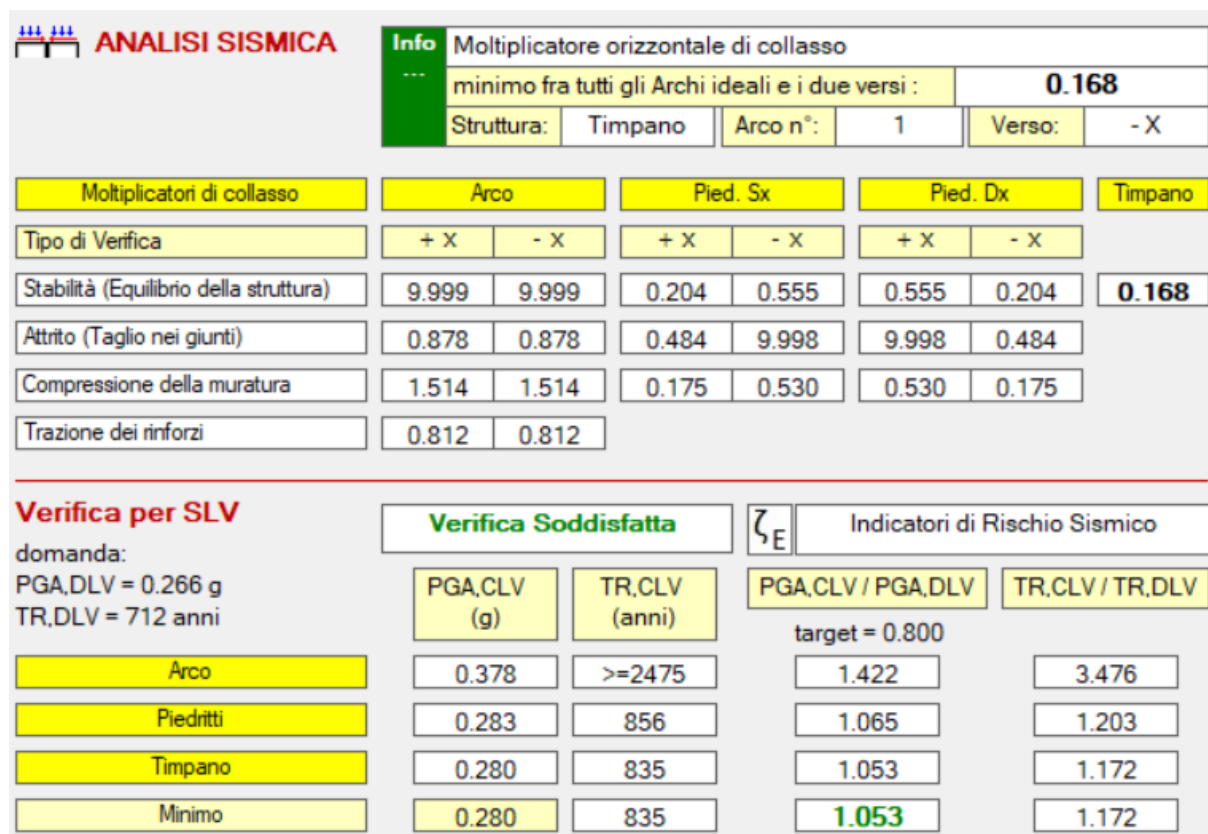 ANALISI SISMICA
Info Moltiplicatore orizzontale di collasso
--- minimo fra tutti gli Archi ideali e i due versi : 0.168
Struttura: Timpano Arco n°: 1 Verso: - X
Moltiplicatori di collasso Arco Pied. Sx Pied. Dx Timpano
Tipo di Verifica + X - X + X - X + X - X
Stabilità (Equilibrio della struttura) 9.999 9.999 0.204 0.555 0.555 0.204 0.168
Attrito (Taglio nei giunti) 0.878 0.878 0.484 9.998 9.998 0.484
Compressione della muratura 1.514 1.514 0.175 0.530 0.530 0.175
Trazione dei rinforzi 0.812 0.812
Verifica per SLV Verifica Soddisfatta ζE Indicatori di Rischio Sismico
domanda:
PGA,DLV = 0.266 g PGA,CLV TR,CLV PGA,CLV / PGA,DLV TR,CLV / TR,DLV
TR,DLV = 712 anni (g) (anni)
target = 0.800
Arco 0.378 >=2475 1.422 3.476
Piedritti 0.283 856 1.065 1.203
Timpano 0.280 835 1.053 1.172
Minimo 0.280 835 1.053 1.172